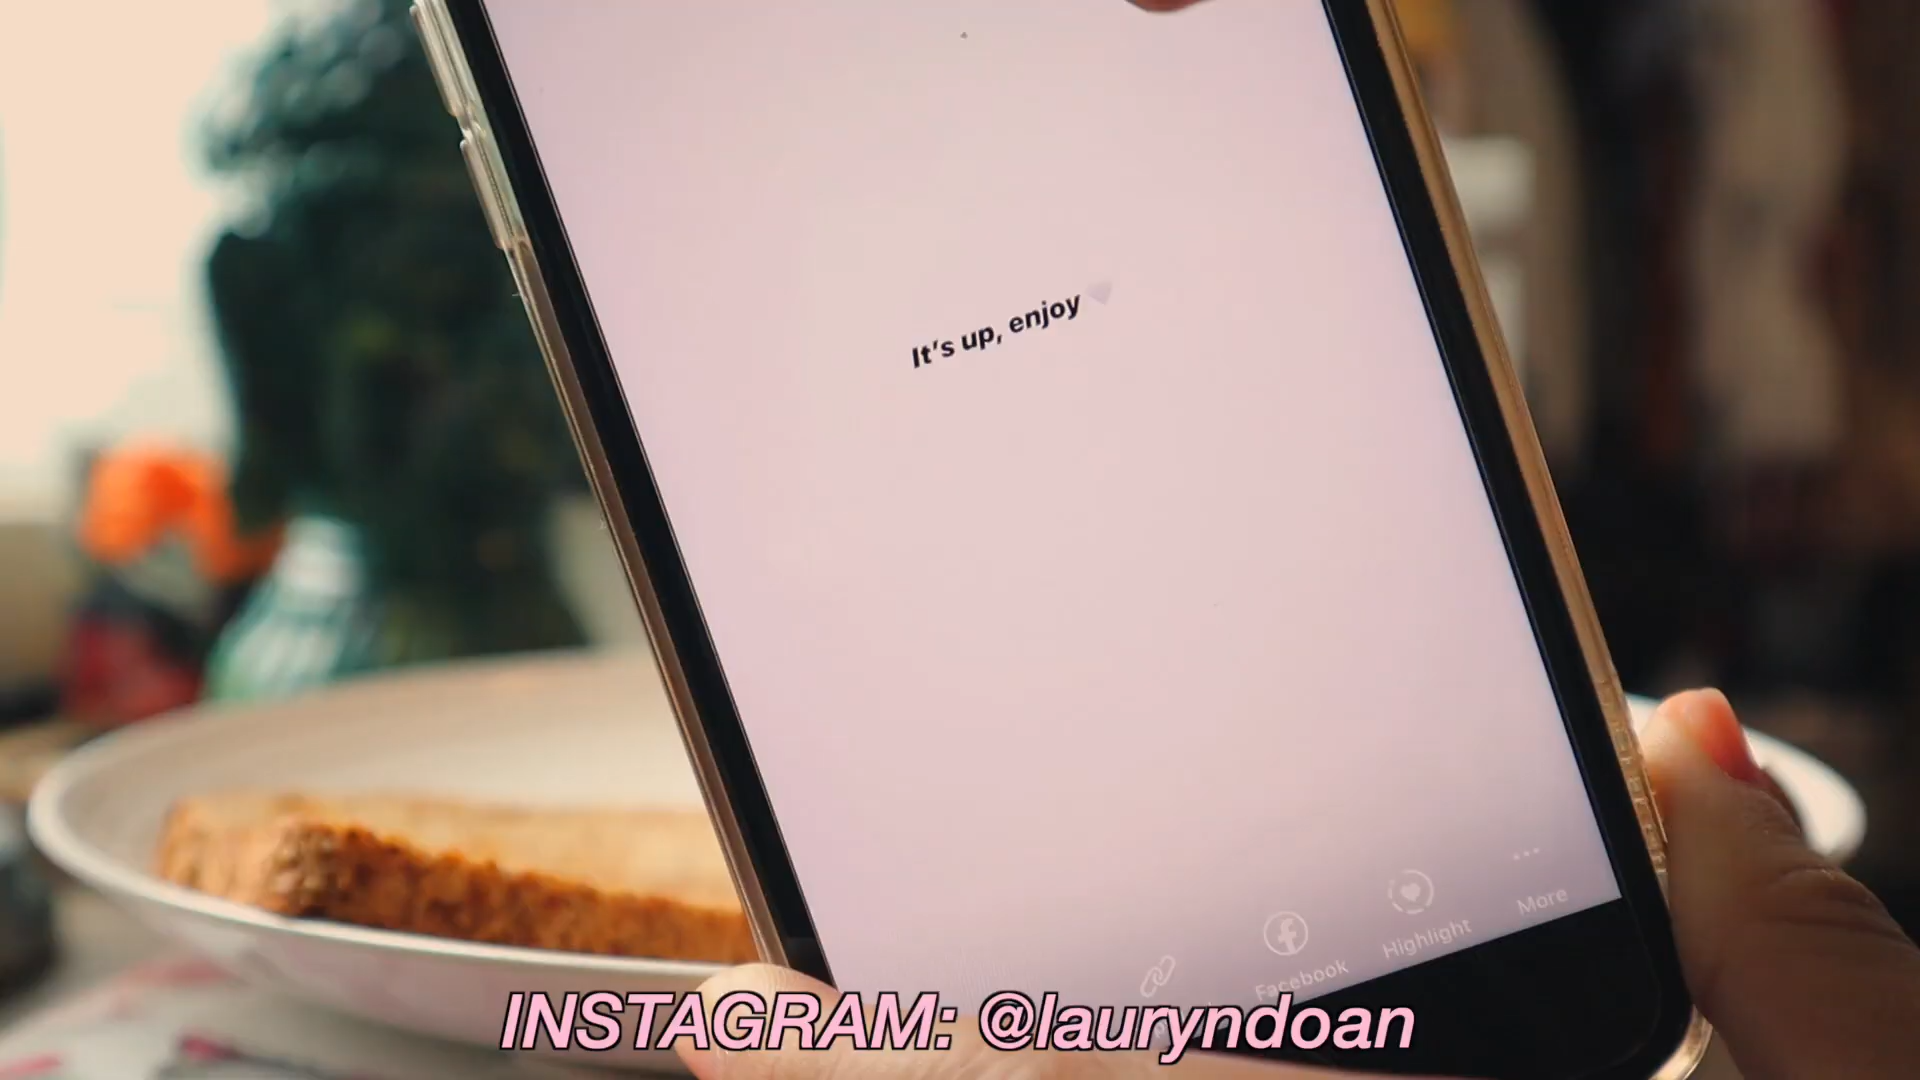 It's up, enjoy
Facebook
Highlight
More
INSTAGRAM: @lauryndoan